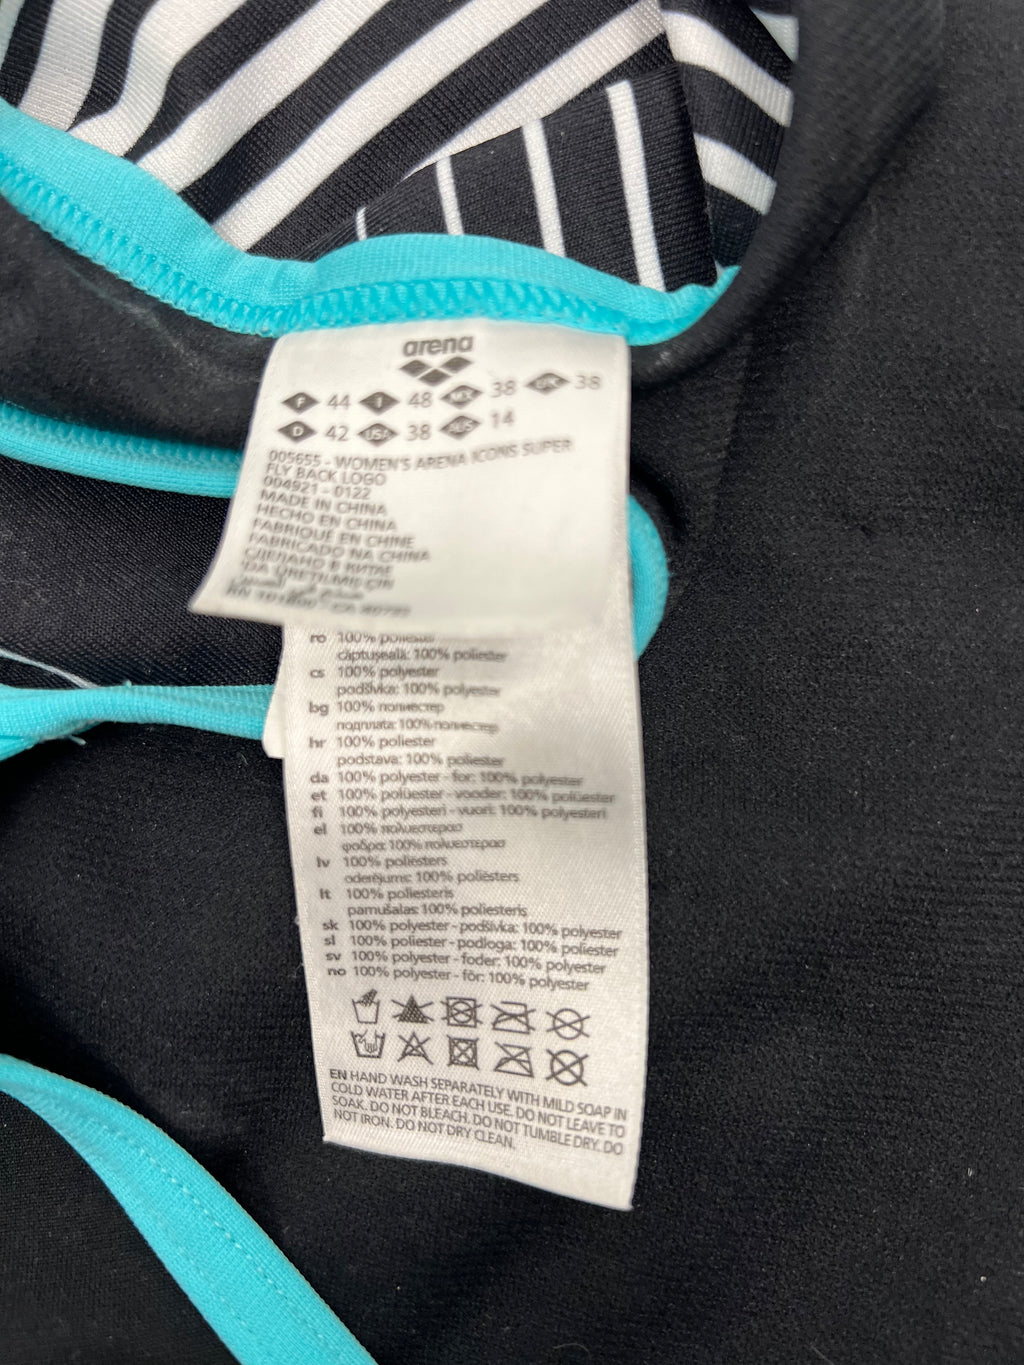 arena
F 44 I 48 MX 38 UK 38
D 42 USA 38 AUS 14
005655 - WOMEN'S ARENA ICONS SUPER
FLY BACK LOGO
004921 - 0122
MADE IN CHINA
HECHO EN CHINA
FABRIQUÉ EN CHINE
FABRICADO NA CHINA
СДЕЛАНО В КИТАЕ
'DA ÜRETILMIS ÇIN
ro 100% poliester
căptuşeală: 100% poliester
cs 100% polyester
podšívka: 100% polyester
bg 100% полиестер
подплата: 100% полиестер
hr 100% poliester
podstava: 100% poliester
da 100% polyester - for: 100% polyester
et 100% polüester - vooder: 100% polüester
fi 100% polyesteri - vuori: 100% polyesteri
el 100% πολυεστερασ
φοδρα: 100% πολυεστερασ
lv 100% poliēsters
oderējums: 100% poliēsters
lt 100% poliesteris
pamušalas: 100% poliesteris
sk 100% polyester - podšívka: 100% polyester
sl 100% poliester - podloga: 100% poliester
sv 100% polyester - foder: 100% polyester
no 100% polyester - fôr: 100% polyester
EN HAND WASH SEPARATELY WITH MILD SOAP IN
COLD WATER AFTER EACH USE. DO NOT LEAVE TO
SOAK. DO NOT BLEACH. DO NOT TUMBLE DRY. DO
NOT IRON. DO NOT DRY CLEAN.